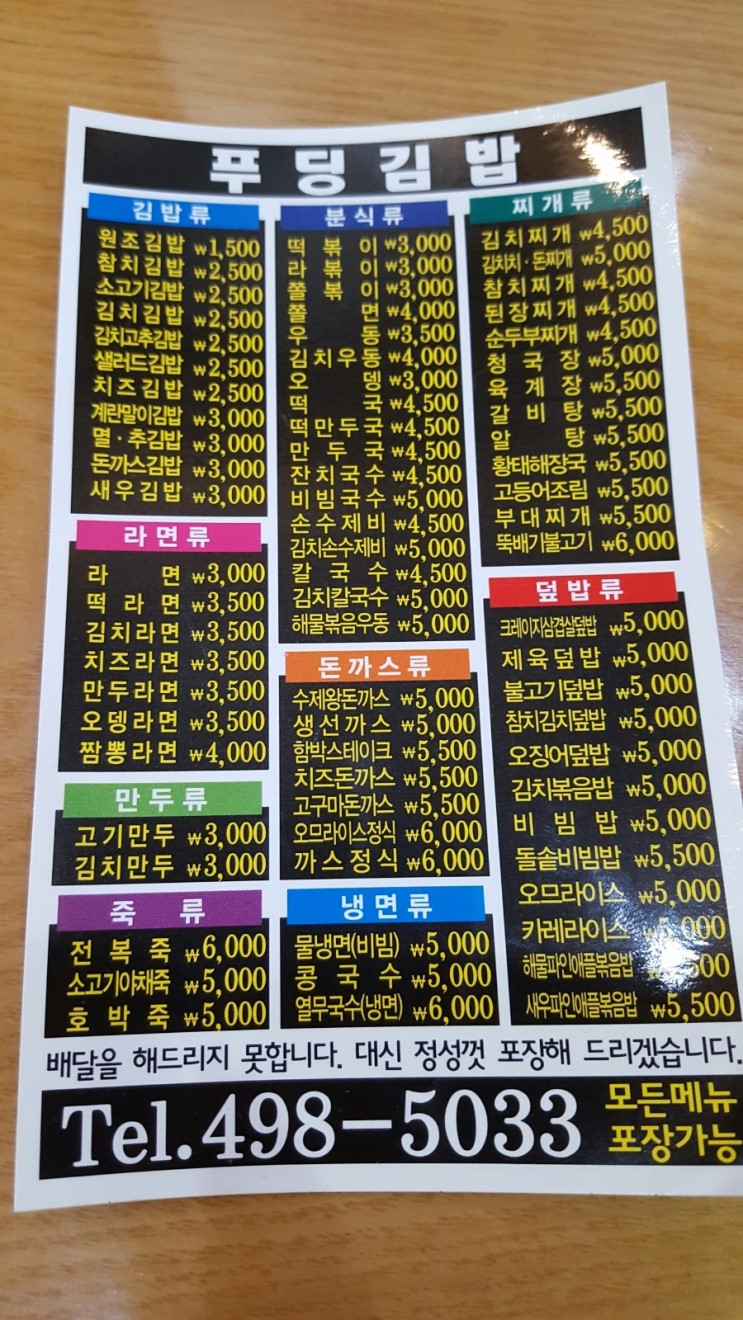 푸딩김밥
김밥류
원조김밥 ₩1,500
참치김밥 ₩2,500
소고기김밥 ₩2,500
김치김밥 ₩2,500
김치고추김밥 ₩2,500
샐러드김밥 ₩2,500
치즈김밥 ₩2,500
계란말이김밥 ₩3,000
멸·추김밥 ₩3,000
돈까스김밥 ₩3,000
새우김밥 ₩3,000
라면류
라면 ₩3,000
떡라면 ₩3,500
김치라면 ₩3,500
치즈라면 ₩3,500
만두라면 ₩3,500
오뎅라면 ₩3,500
짬뽕라면 ₩4,000
만두류
고기만두 ₩3,000
김치만두 ₩3,000
죽류
전복죽 ₩6,000
소고기야채죽 ₩5,000
호박죽 ₩5,000
분식류
떡볶이 ₩3,000
라볶이 ₩3,000
쫄볶이 ₩3,000
쫄면 ₩4,000
우동 ₩3,500
김치우동 ₩4,000
오뎅 ₩3,000
떡국 ₩4,500
떡만두국 ₩4,500
만두국 ₩4,500
잔치국수 ₩4,500
비빔국수 ₩5,000
손수제비 ₩4,500
김치손수제비 ₩5,000
칼국수 ₩4,500
김치칼국수 ₩5,000
해물볶음우동 ₩5,000
돈까스류
수제왕돈까스 ₩5,000
생선까스 ₩5,000
함박스테이크 ₩5,500
치즈돈까스 ₩5,500
고구마돈까스 ₩5,500
오므라이스정식 ₩6,000
까스정식 ₩6,000
냉면류
물냉면(비빔) ₩5,000
콩국수 ₩5,000
열무국수(냉면) ₩6,000
찌개류
김치찌개 ₩4,500
김치치·돈찌개 ₩5,000
참치찌개 ₩4,500
된장찌개 ₩4,500
순두부찌개 ₩4,500
청국장 ₩5,000
육계장 ₩5,500
갈비탕 ₩5,500
알탕 ₩5,500
황태해장국 ₩5,500
고등어조림 ₩5,500
부대찌개 ₩5,500
뚝배기불고기 ₩6,000
덮밥류
크레이지삼겹살덮밥 ₩5,000
제육덮밥 ₩5,000
불고기덮밥 ₩5,000
참치김치덮밥 ₩5,000
오징어덮밥 ₩5,000
김치볶음밥 ₩5,000
비빔밥 ₩5,000
돌솥비빔밥 ₩5,500
오므라이스 ₩5,000
카레라이스
해물파인애플볶음밥
새우파인애플볶음밥 ₩5,500
배달을 해드리지 못합니다. 대신 정성껏 포장해 드리겠습니다.
Tel.498-5033
모든메뉴
포장가능